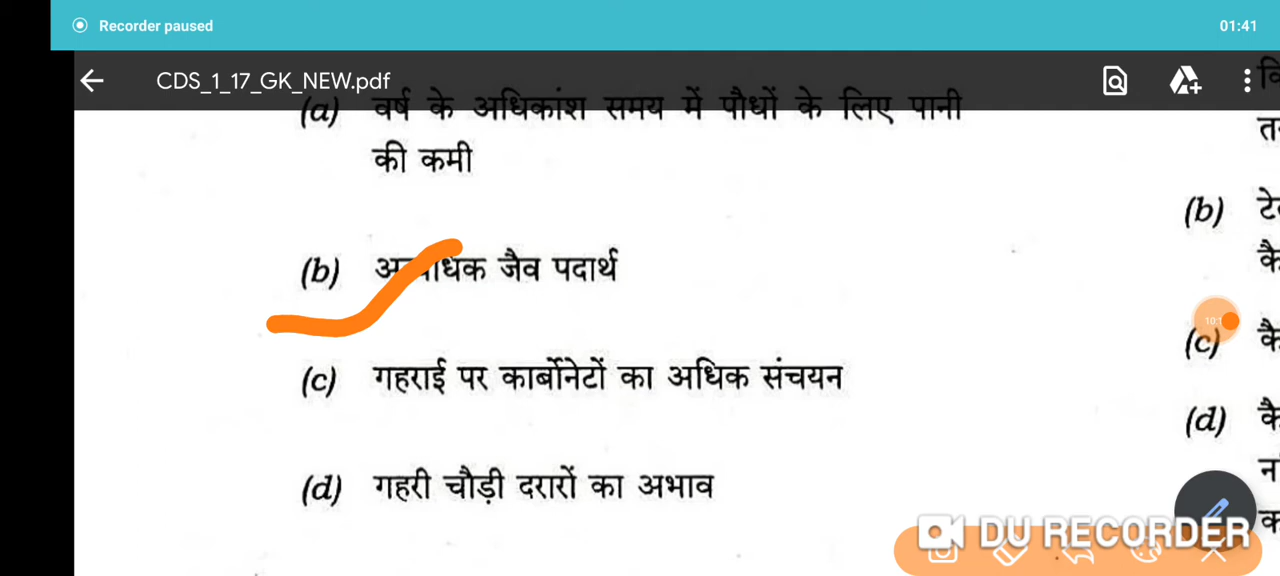 Recorder paused
01:41
CDS_1_17_GK_NEW.pdf
(a) वर्ष के अधिकांश समय में पौधों के लिए पानी
की कमी
(b) जैव पदार्थ
(c) गहराई पर कार्बोनेटों का अधिक संचयन
(d) गहरी चौड़ी दरारों का अभाव
(b)
(c)
(d)
DU RECORDER